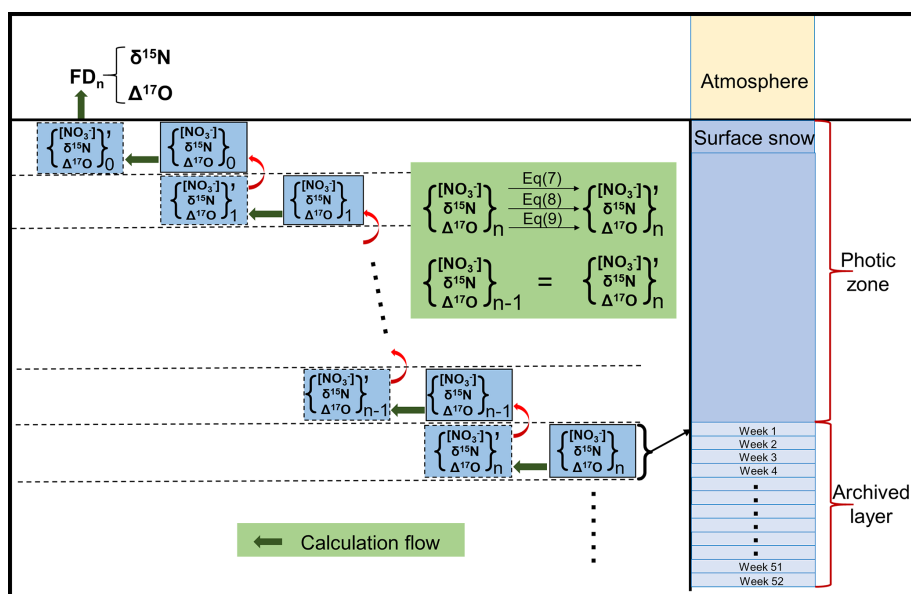 FDₙ { δ¹⁵N
Δ¹⁷O
Atmosphere
Surface snow
{[NO₃⁻]
δ¹⁵N
Δ¹⁷O}'₀
{[NO₃⁻]
δ¹⁵N
Δ¹⁷O}₀
{[NO₃⁻]
δ¹⁵N
Δ¹⁷O}'₁
{[NO₃⁻]
δ¹⁵N
Δ¹⁷O}₁
{[NO₃⁻]
δ¹⁵N
Δ¹⁷O}ₙ
Eq(7)
Eq(8)
Eq(9)
{[NO₃⁻]
δ¹⁵N
Δ¹⁷O}'ₙ
{[NO₃⁻]
δ¹⁵N
Δ¹⁷O}ₙ₋₁
=
{[NO₃⁻]
δ¹⁵N
Δ¹⁷O}'ₙ
Photic
zone
{[NO₃⁻]
δ¹⁵N
Δ¹⁷O}'ₙ₋₁
{[NO₃⁻]
δ¹⁵N
Δ¹⁷O}ₙ₋₁
{[NO₃⁻]
δ¹⁵N
Δ¹⁷O}'ₙ
{[NO₃⁻]
δ¹⁵N
Δ¹⁷O}ₙ
Week 1
Week 2
Week 3
Week 4
Week 51
Week 52
Archived
layer
Calculation flow